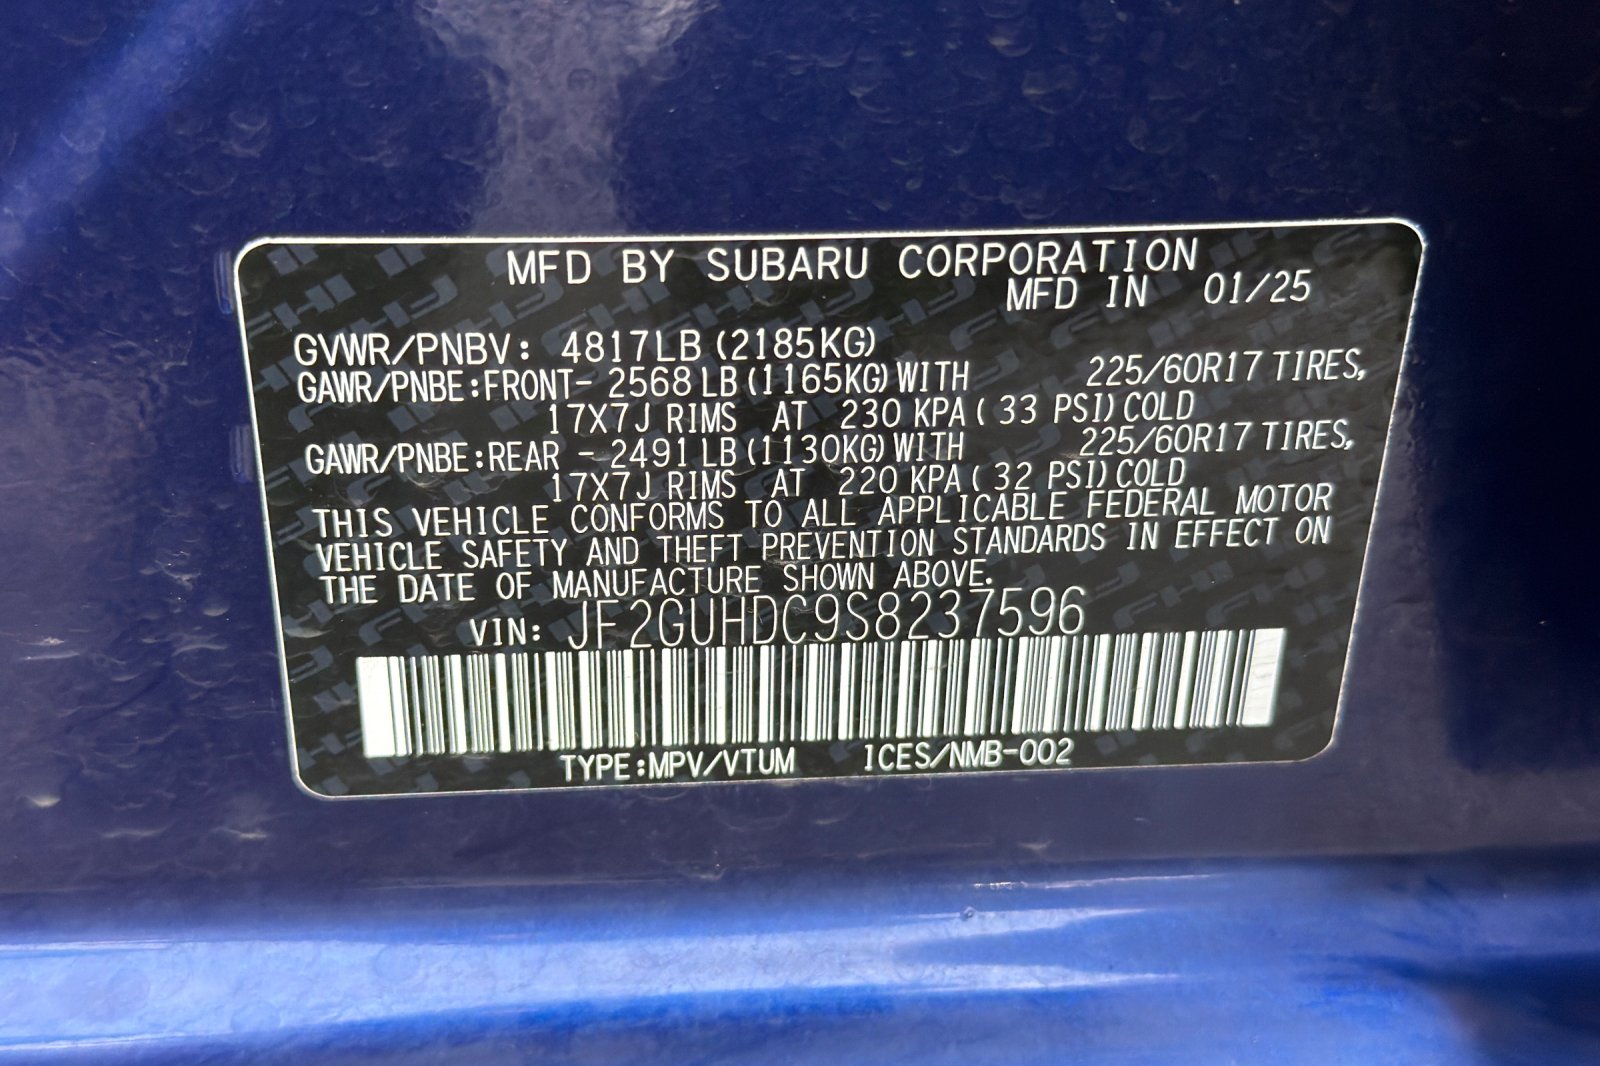 MFD BY SUBARU CORPORATION
MFD IN 01/25
GVWR/PNBV: 4817LB (2185KG)
GAWR/PNBE:FRONT- 2568 LB (1165KG) WITH 225/60R17 TIRES,
17X7J RIMS AT 230 KPA ( 33 PSI) COLD
GAWR/PNBE:REAR - 2491 LB (1130KG) WITH 225/60R17 TIRES,
17X7J RIMS AT 220 KPA ( 32 PSI) COLD
THIS VEHICLE CONFORMS TO ALL APPLICABLE FEDERAL MOTOR
VEHICLE SAFETY AND THEFT PREVENTION STANDARDS IN EFFECT ON
THE DATE OF MANUFACTURE SHOWN ABOVE.
VIN: JF2GUHDC9S8237596
TYPE:MPV/VTUM ICES/NMB-002